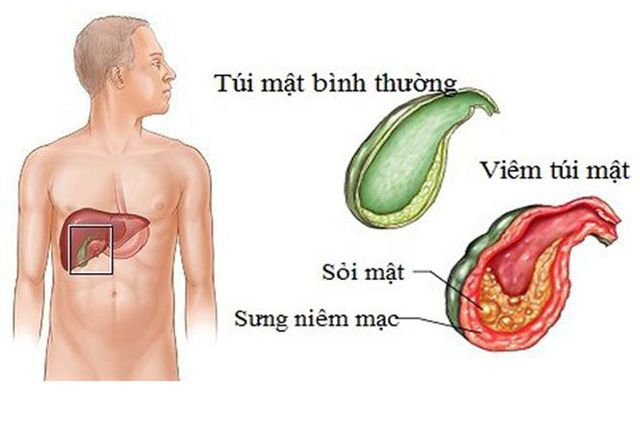 Túi mật bình thường
Viêm túi mật
Sỏi mật
Sưng niêm mạc